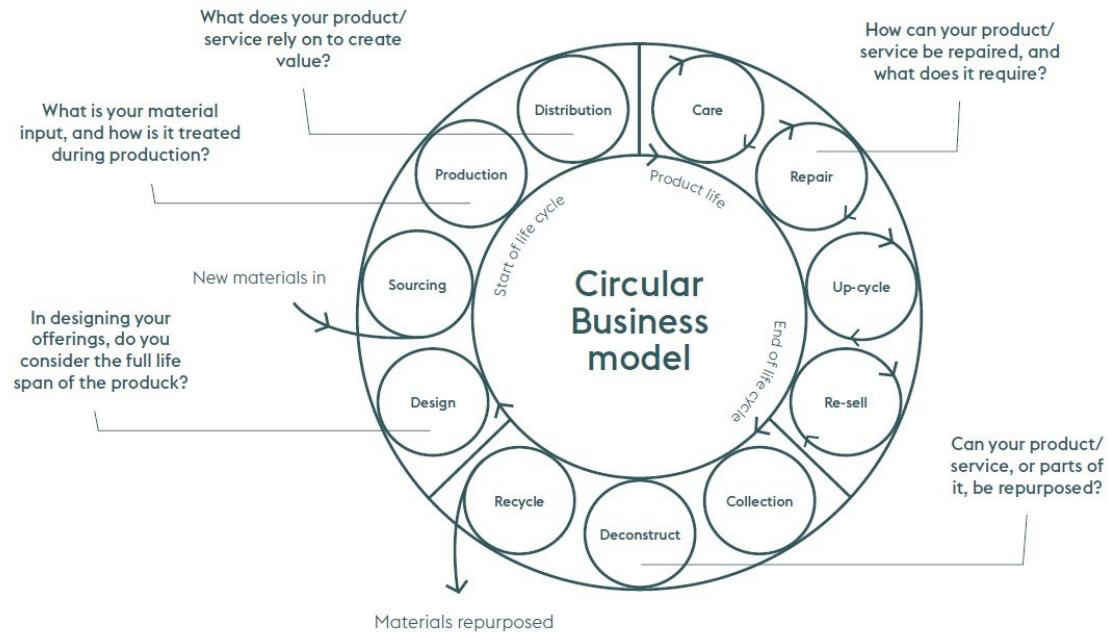 What does your product/
service rely on to create
value?
How can your product/
service be repaired, and
what does it require?
What is your material
input, and how is it treated
during production?
Distribution
Care
Production
Repair
Product life
Start of life cycle
New materials in
Sourcing
Up-cycle
Circular
Business
model
In designing your
offerings, do you
consider the full life
span of the produck?
End of life cycle
Design
Re-sell
Can your product/
service, or parts of
it, be repurposed?
Recycle
Collection
Deconstruct
Materials repurposed